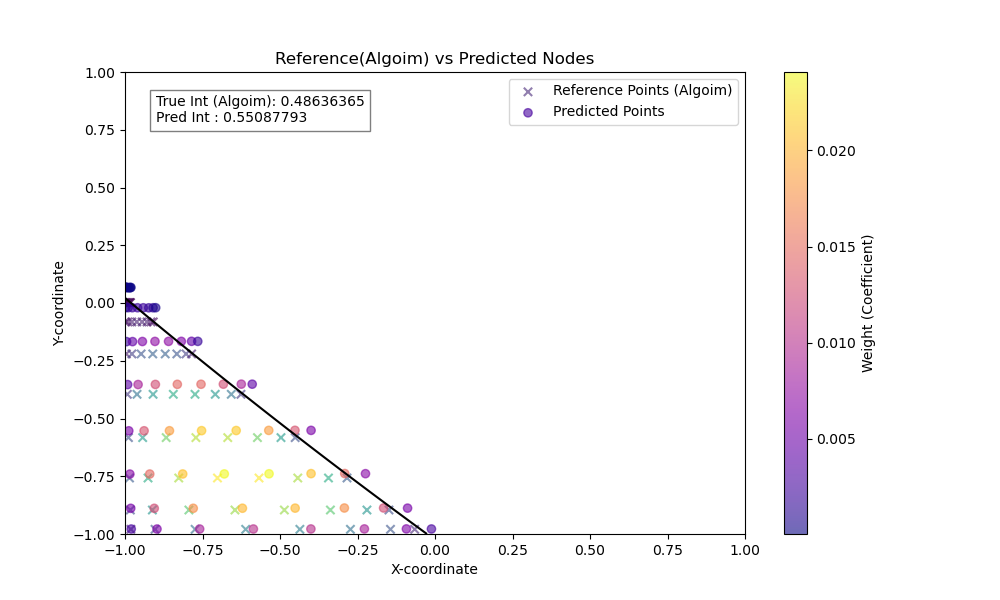 Reference(Algoim) vs Predicted Nodes
True Int (Algoim): 0.48636365
Pred Int : 0.55087793
Reference Points (Algoim)
Predicted Points
Y-coordinate
1.00
0.75
0.50
0.25
0.00
−0.25
−0.50
−0.75
−1.00
−1.00
−0.75
−0.50
−0.25
0.00
0.25
0.50
0.75
1.00
X-coordinate
0.020
0.015
0.010
0.005
Weight (Coefficient)